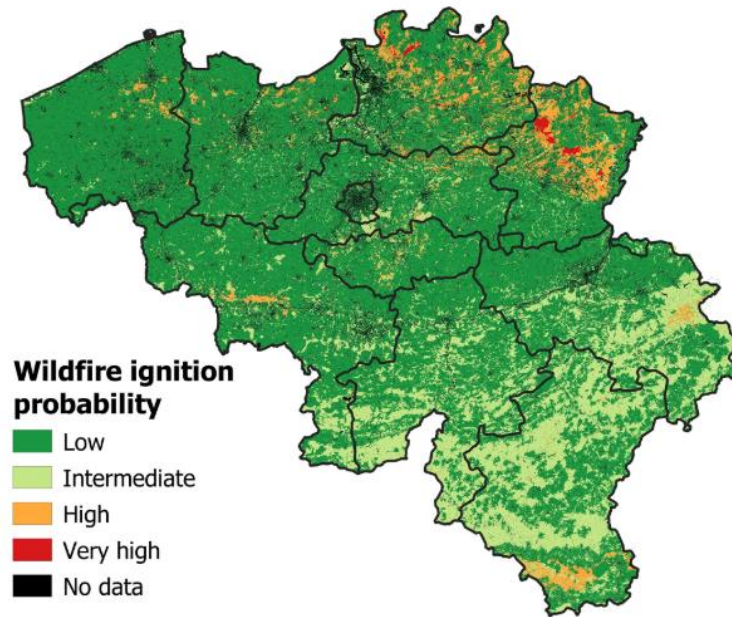 Wildfire ignition
probability
Low
Intermediate
High
Very high
No data